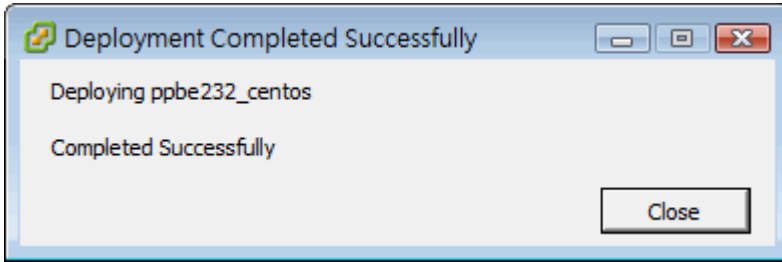 Deployment Completed Successfully
Deploying ppbe232_centos
Completed Successfully
Close